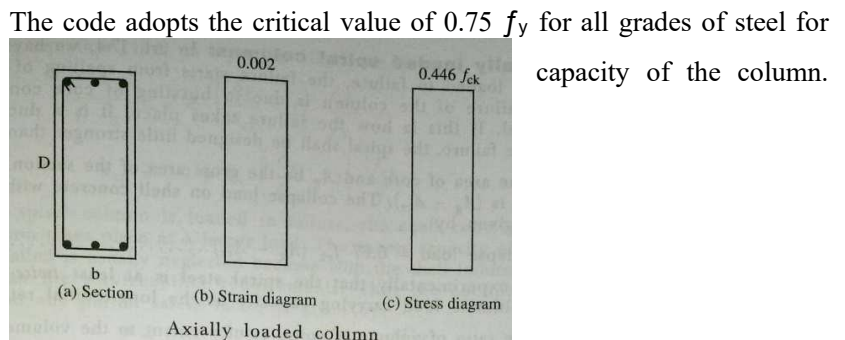 The code adopts the critical value of 0.75 fy for all grades of steel for
capacity of the column.
0.002
0.446 fck
D
b
(a) Section
(b) Strain diagram
(c) Stress diagram
Axially loaded column